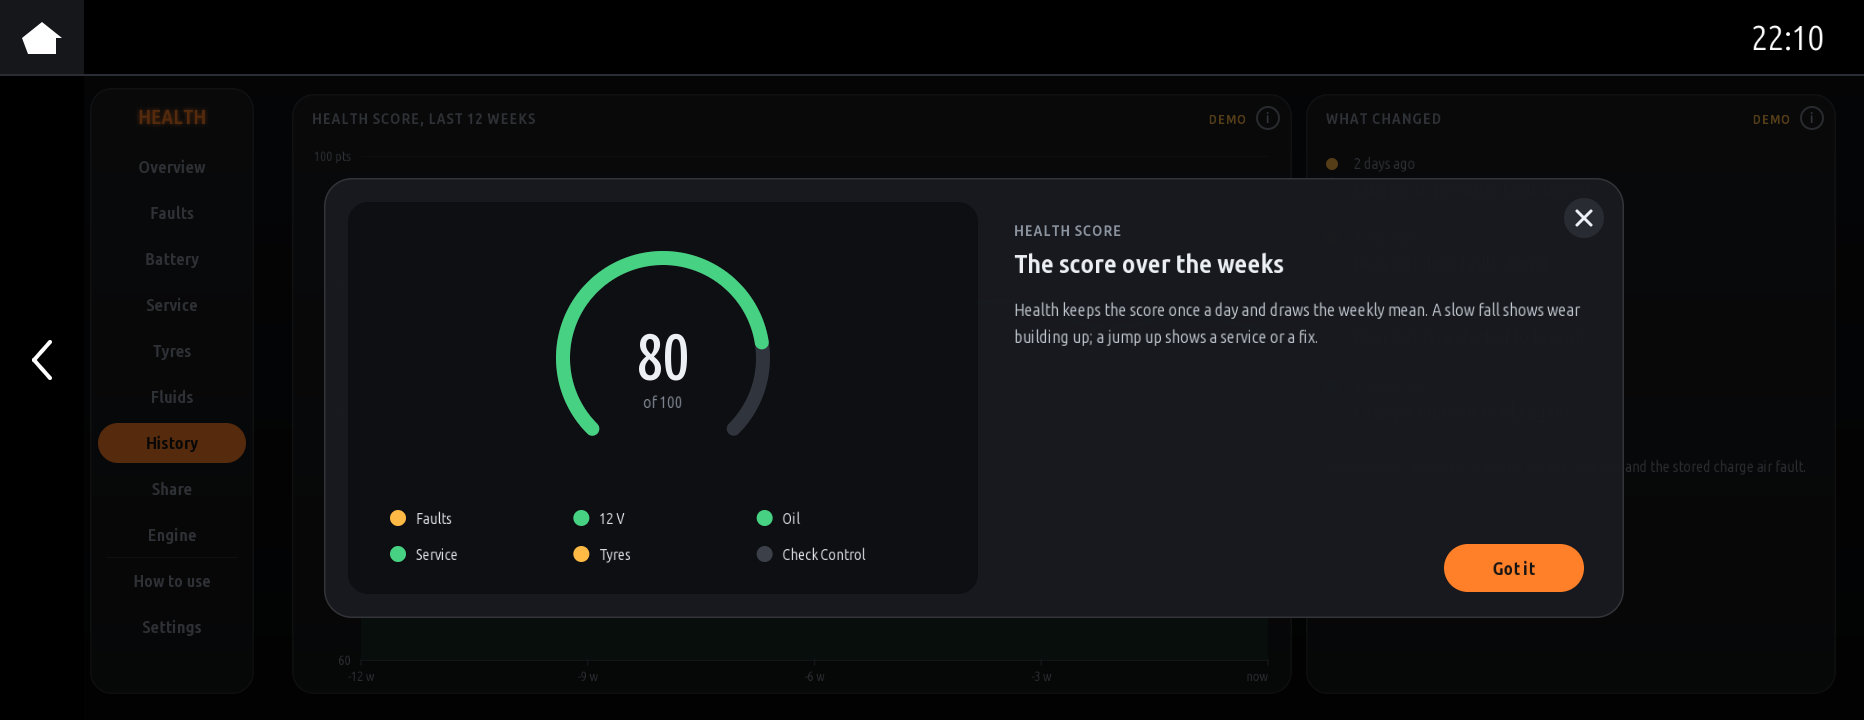 22:10
HEALTH
Overview
Faults
Battery
Service
Tyres
Fluids
History
Share
Engine
How to use
Settings
HEALTH SCORE, LAST 12 WEEKS
DEMO
i
100 pts
60
-12 w
-9 w
-6 w
-3 w
now
WHAT CHANGED
DEMO
i
2 days ago
and the stored charge air fault.
80
of 100
Faults
12 V
Oil
Service
Tyres
Check Control
HEALTH SCORE
The score over the weeks
Health keeps the score once a day and draws the weekly mean. A slow fall shows wear
building up; a jump up shows a service or a fix.
Got it